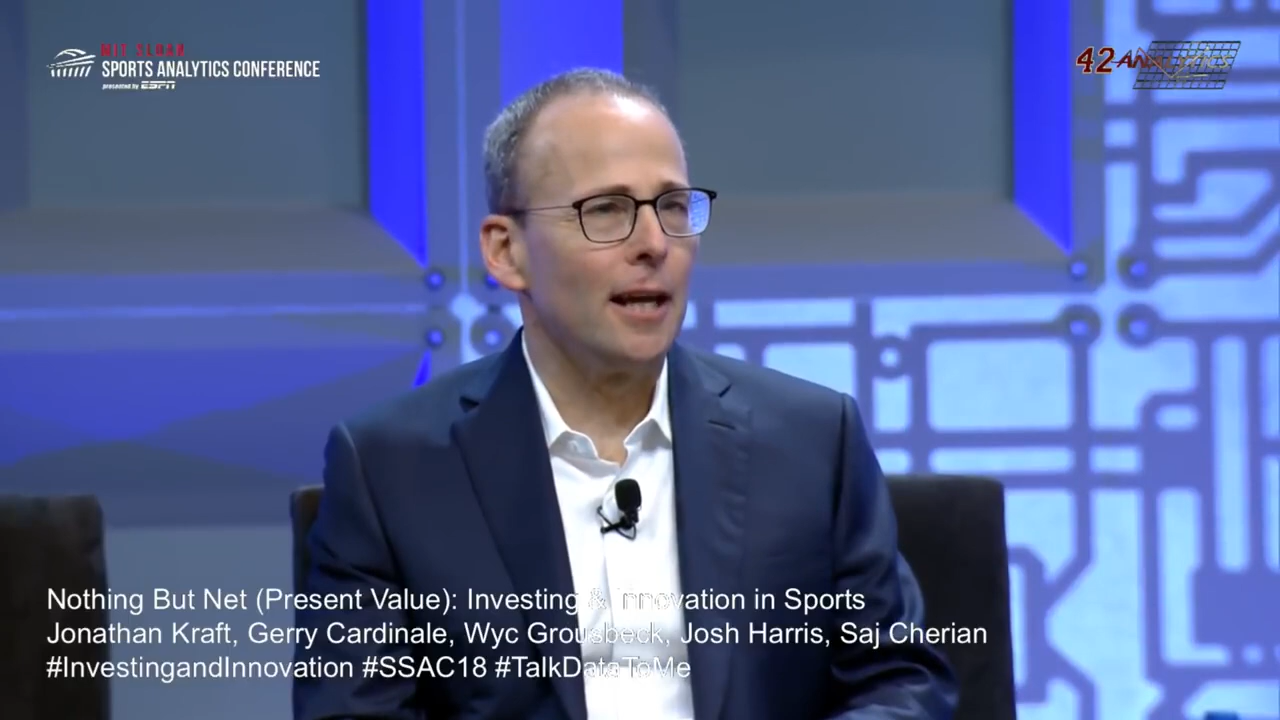 MIT SLOAN
SPORTS ANALYTICS CONFERENCE
presented by ESPN
42 ANALYTICS
Nothing But Net (Present Value): Investing & Innovation in Sports
Jonathan Kraft, Gerry Cardinale, Wyc Grousbeck, Josh Harris, Saj Cherian
#InvestingandInnovation #SSAC18 #TalkDataToMe